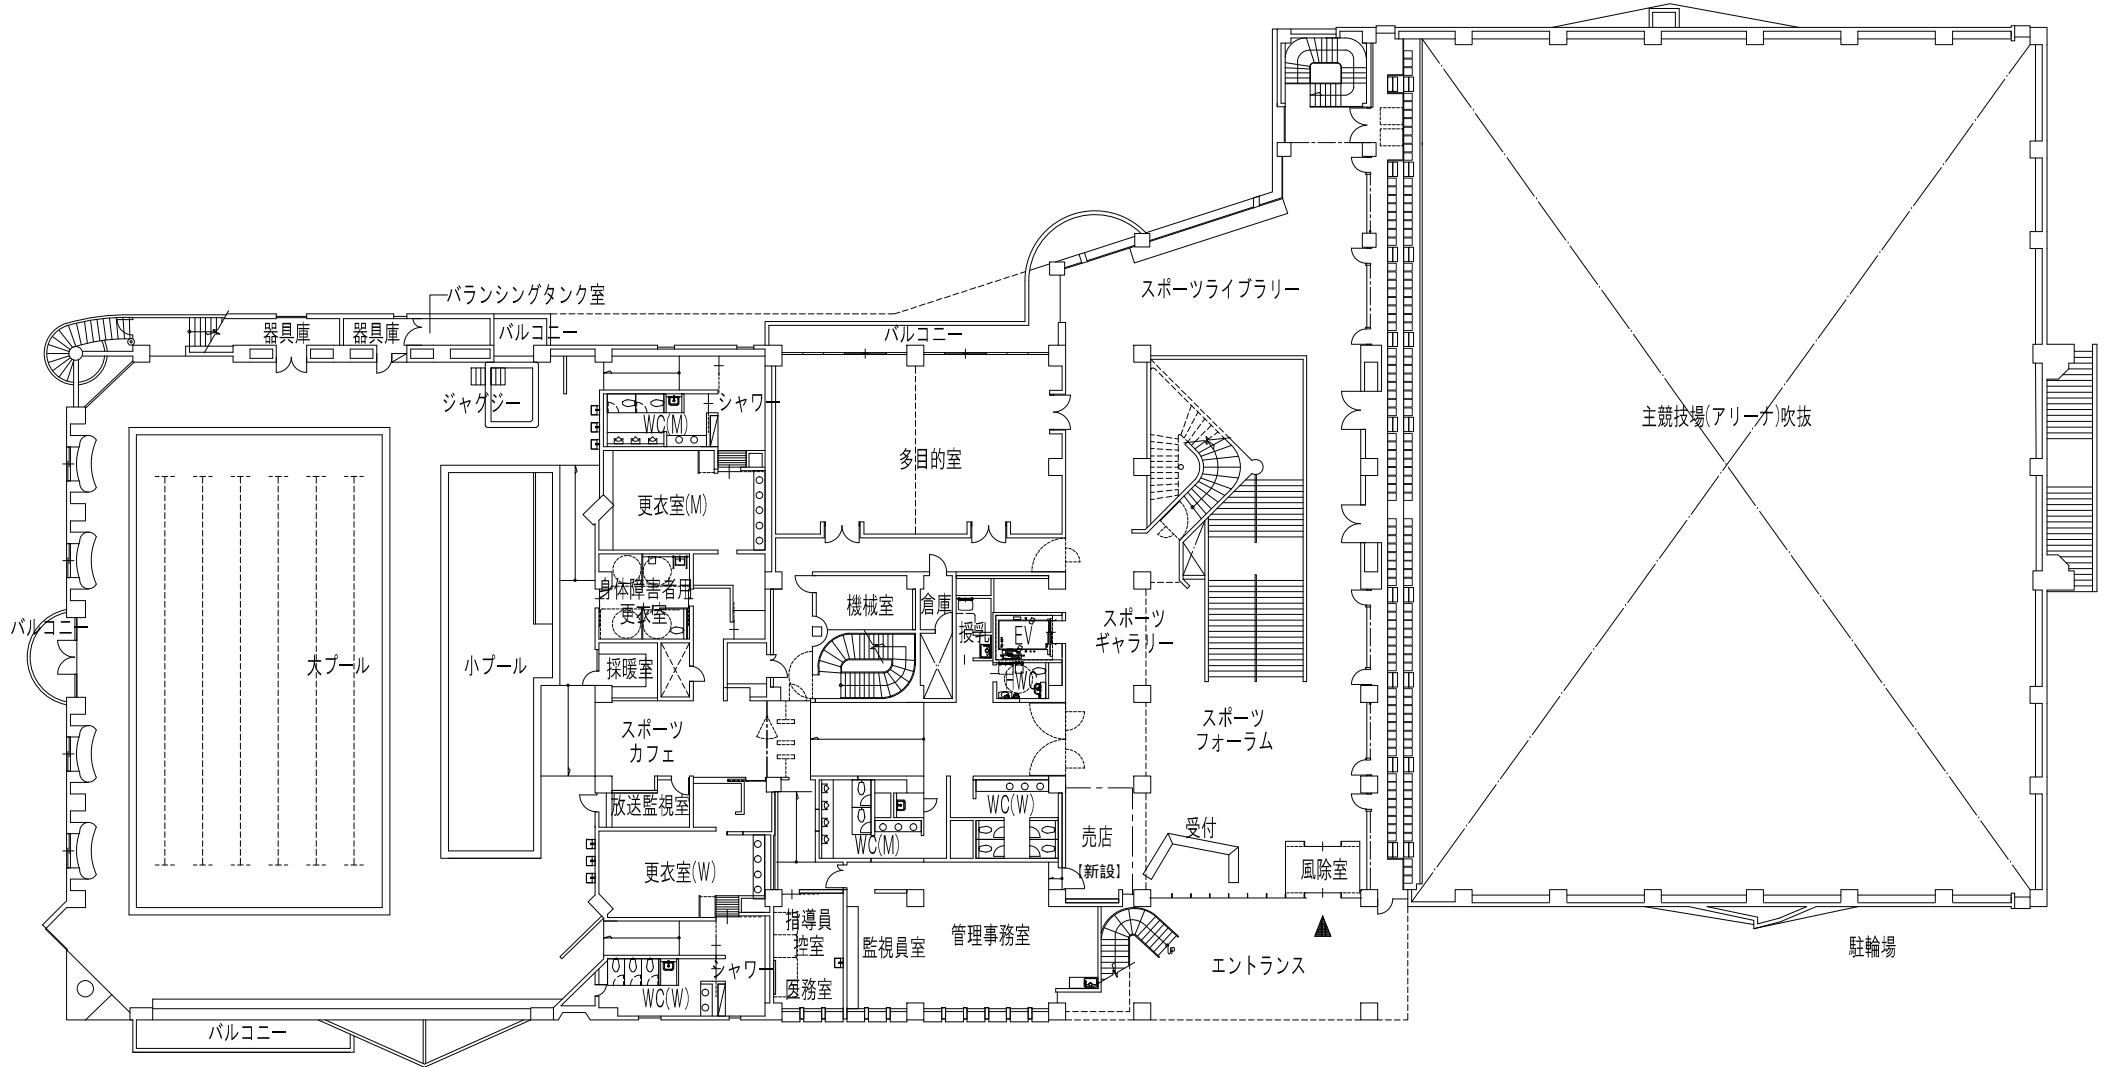 スポーツライブラリー
バランシングタンク室
器具庫
器具庫
バルコニー
バルコニー
ジャグジー
シャワー
WC(M)
主競技場(アリーナ)吹抜
多目的室
更衣室(M)
身体障害者用
更衣室
機械室
倉庫
授乳
EV
スポーツ
ギャラリー
バルコニー
大プール
小プール
採暖室
スポーツ
カフェ
スポーツ
フォーラム
放送監視室
WC(W)
WC(M)
売店
【新設】
受付
風除室
更衣室(W)
指導員
控室
監視員室
管理事務室
駐輪場
エントランス
シャワー
医務室
WC(W)
バルコニー
UP